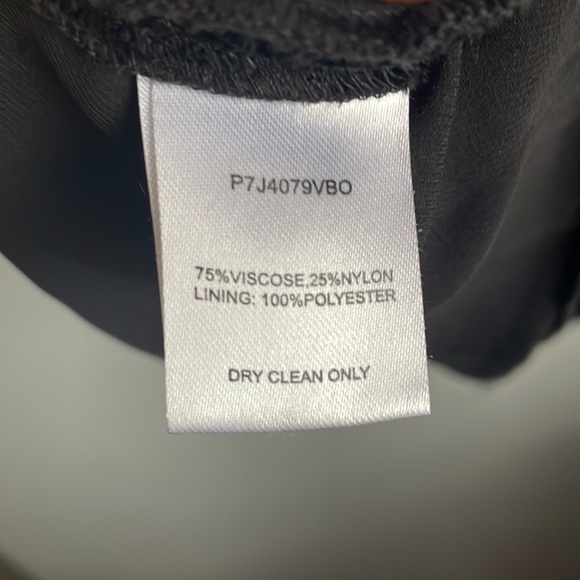 P7J4079VBO
75%VISCOSE,25%NYLON
LINING: 100%POLYESTER
DRY CLEAN ONLY